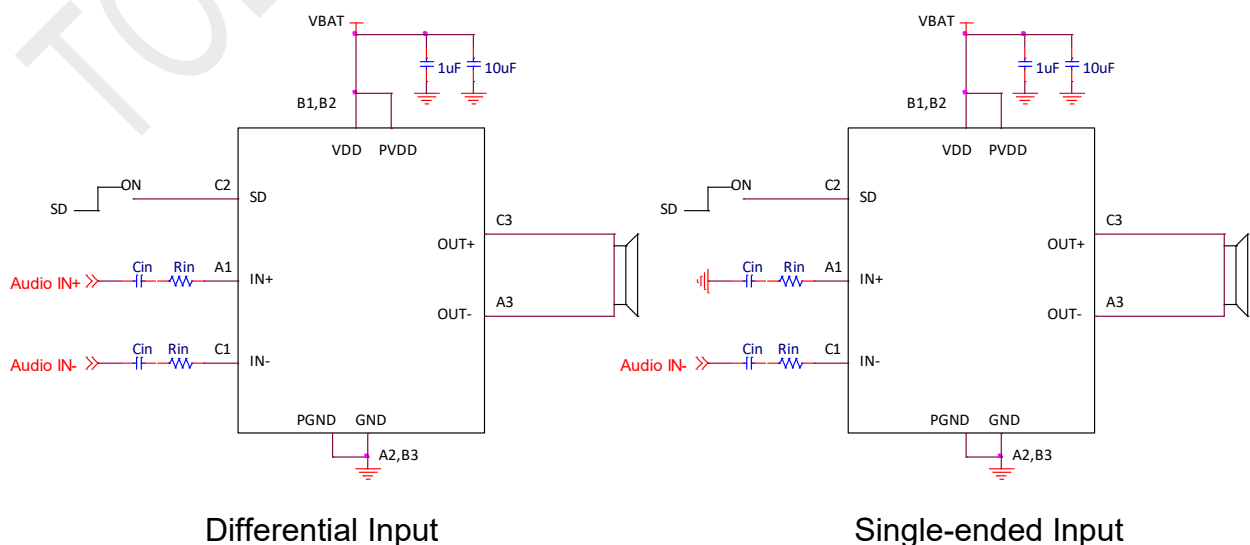 TO
VBAT
1uF 10uF
B1,B2
VDD PVDD
ON C2
SD SD
C3
OUT+
Cin Rin A1
Audio IN+ IN+
A3
OUT-
Cin Rin C1
Audio IN- IN-
PGND GND
A2,B3
Differential Input
VBAT
1uF 10uF
B1,B2
VDD PVDD
ON C2
SD SD
C3
OUT+
Cin Rin A1
IN+
A3
OUT-
Cin Rin C1
Audio IN- IN-
PGND GND
A2,B3
Single-ended Input